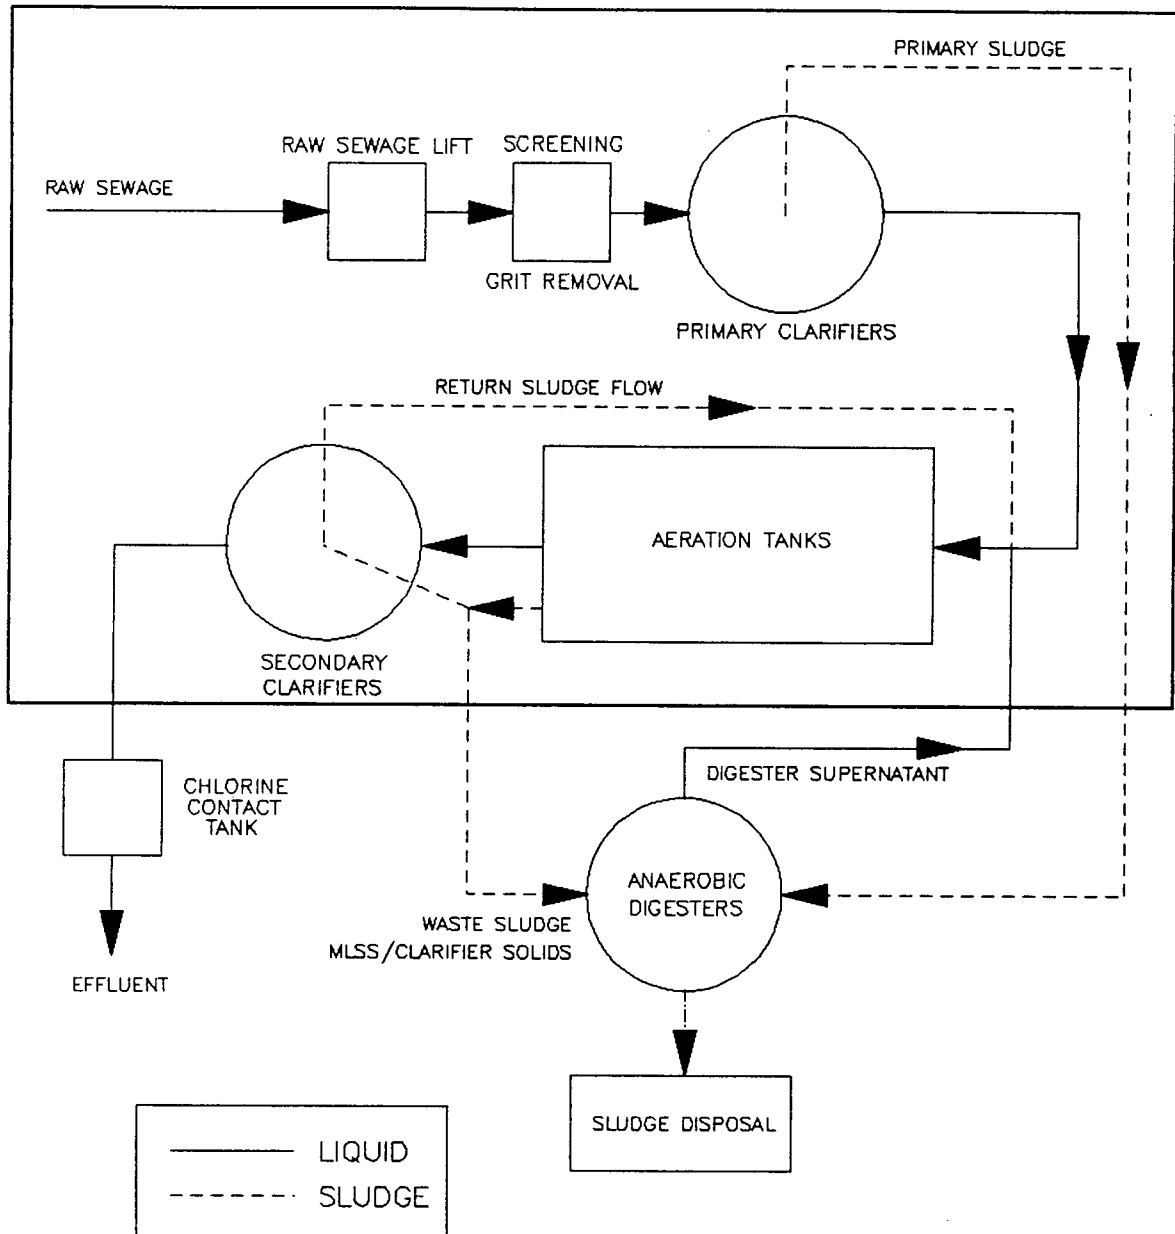 PRIMARY SLUDGE
RAW SEWAGE LIFT
SCREENING
RAW SEWAGE
GRIT REMOVAL
PRIMARY CLARIFIERS
RETURN SLUDGE FLOW
AERATION TANKS
SECONDARY
CLARIFIERS
DIGESTER SUPERNATANT
CHLORINE
CONTACT
TANK
ANAEROBIC
DIGESTERS
WASTE SLUDGE
MLSS/CLARIFIER SOLIDS
EFFLUENT
SLUDGE DISPOSAL
LIQUID
SLUDGE